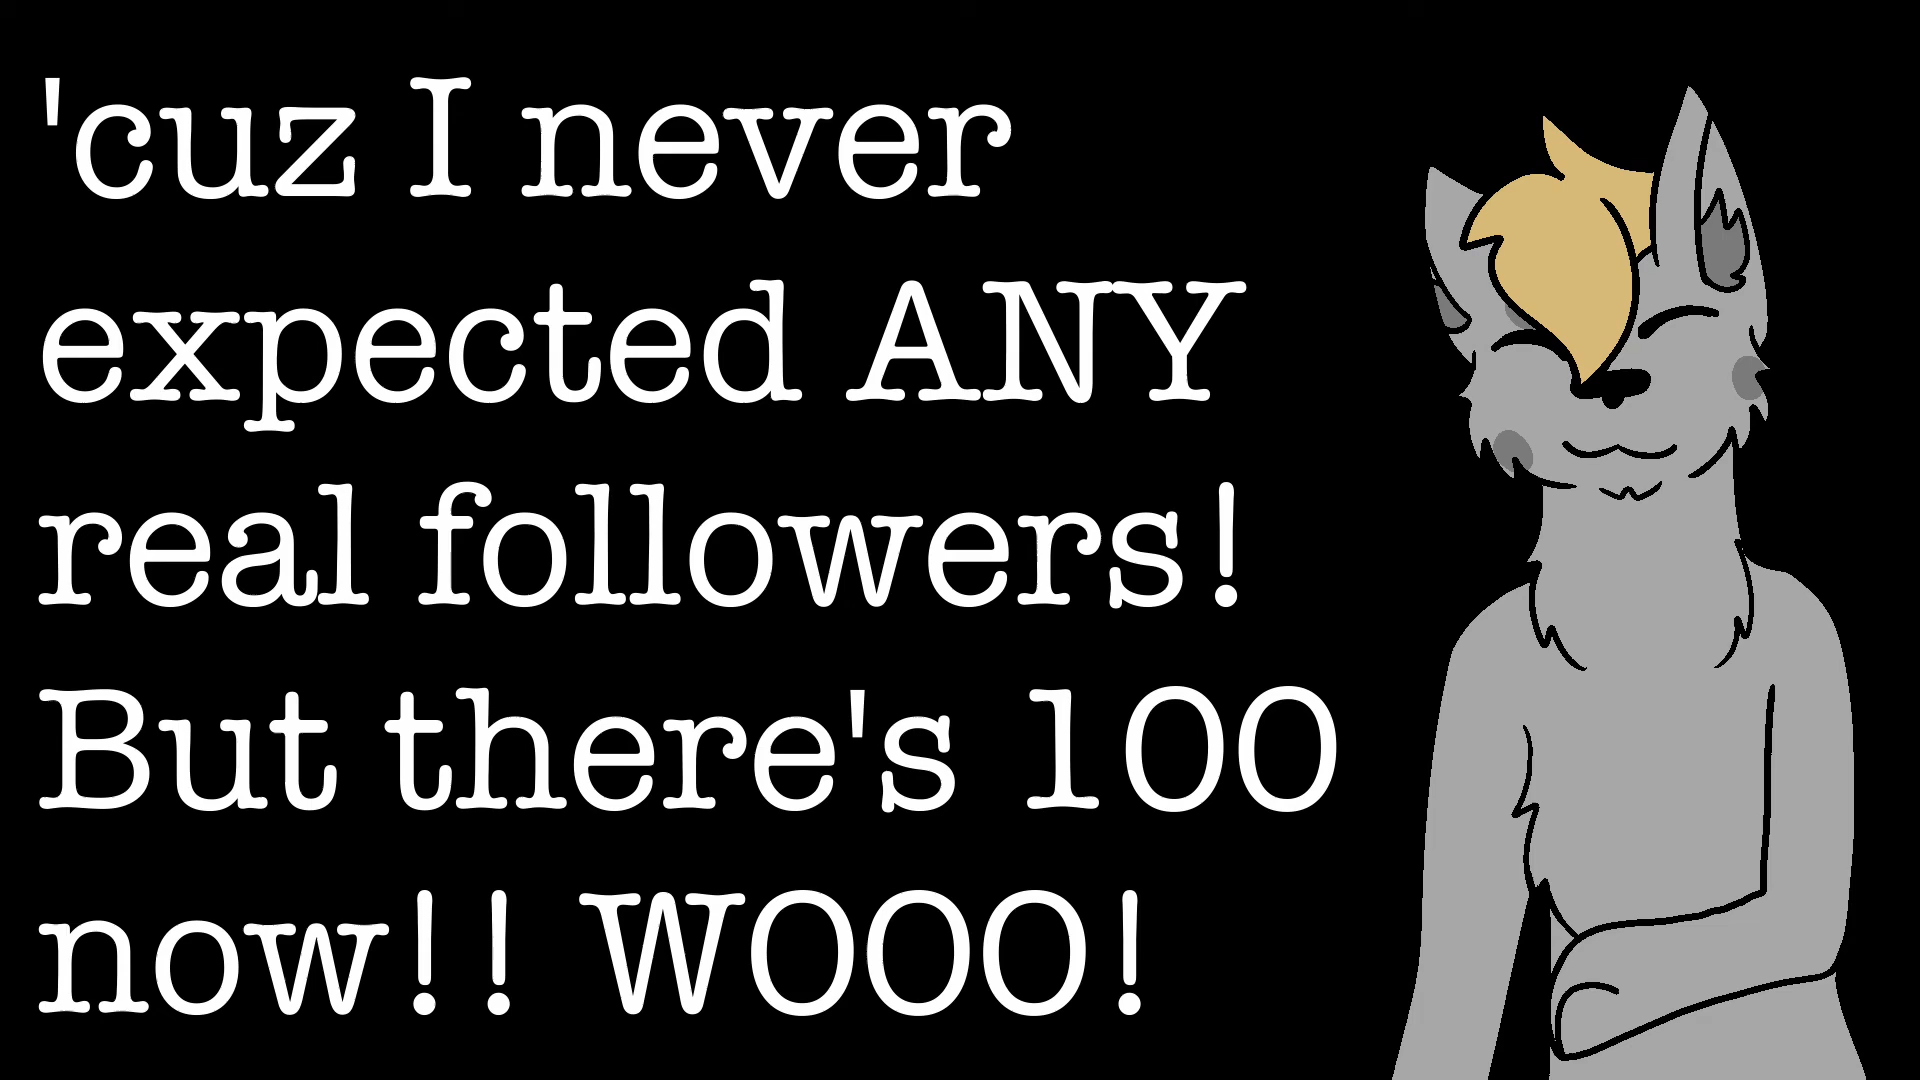 'cuz I never
expected ANY
real followers!
But there's 100
now!! WOOO!